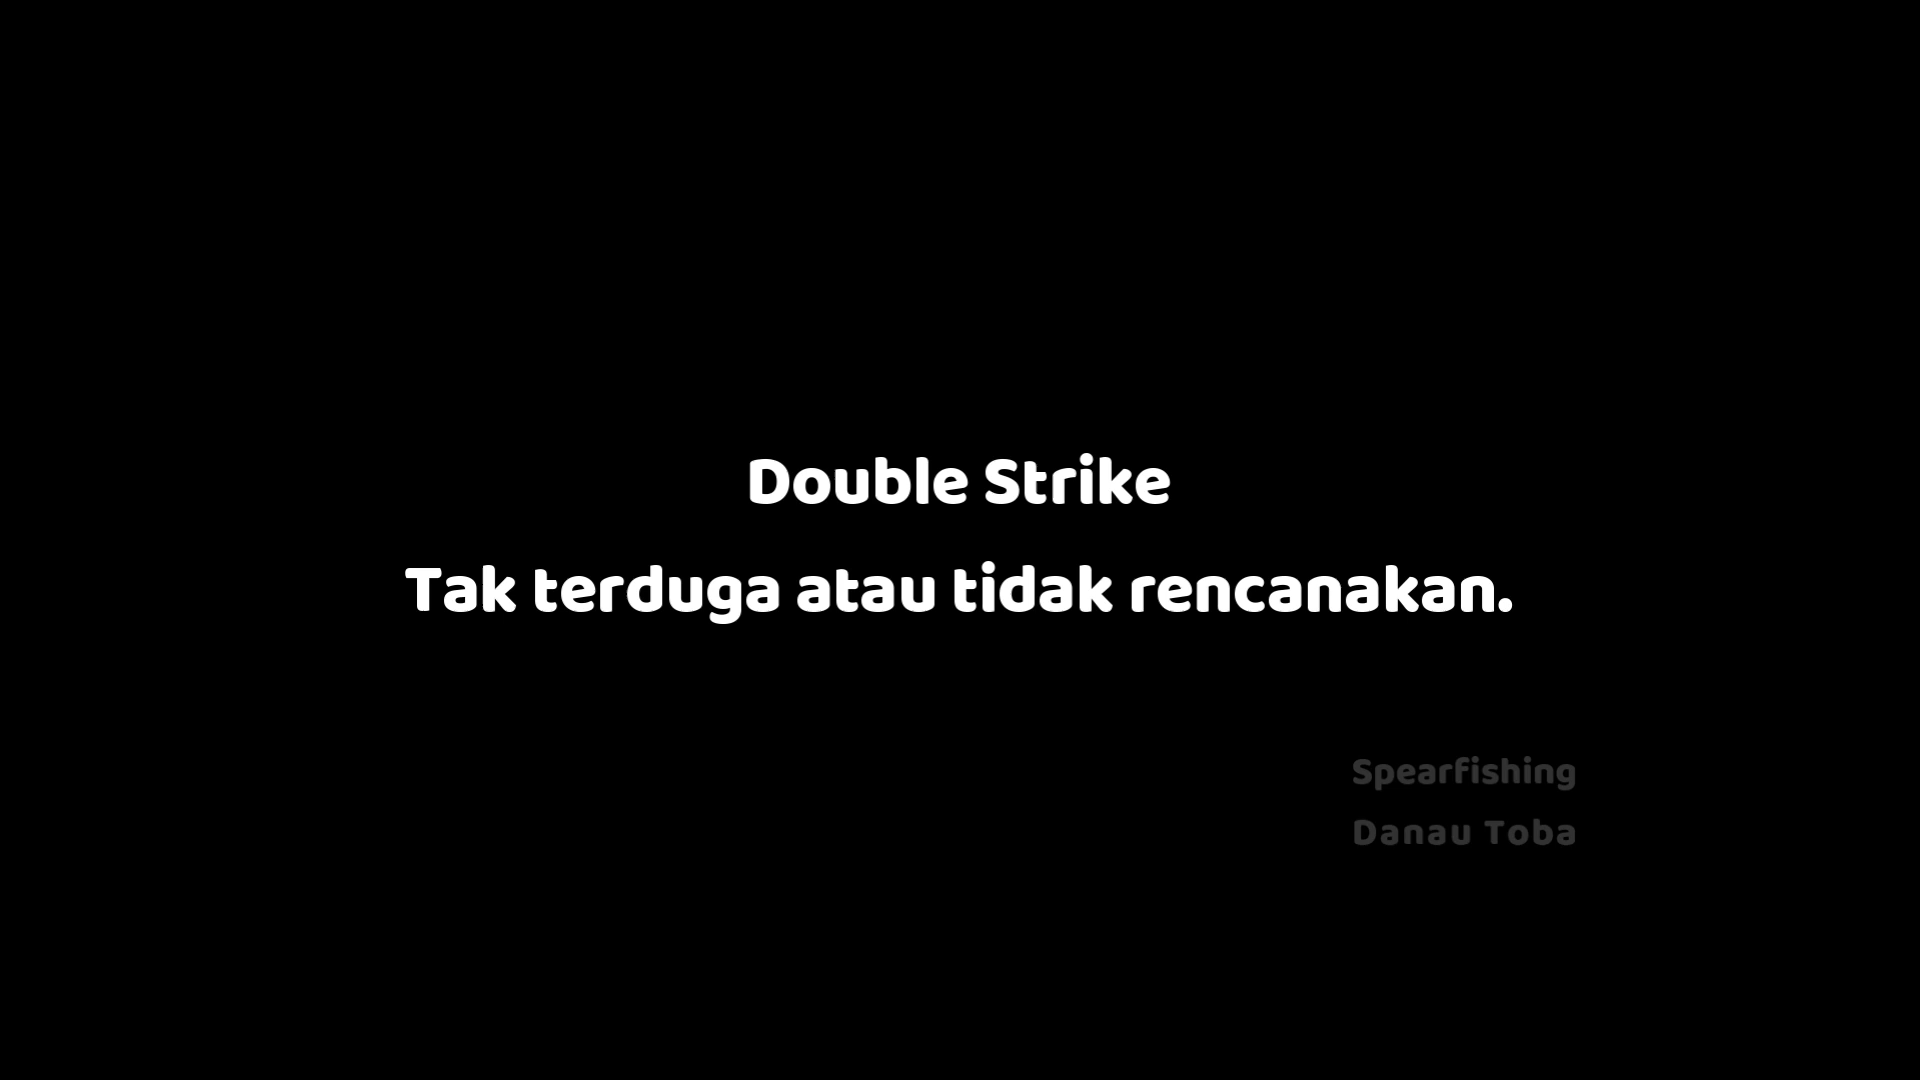 Double Strike
Tak terduga atau tidak rencanakan.
Spearfishing
Danau Toba